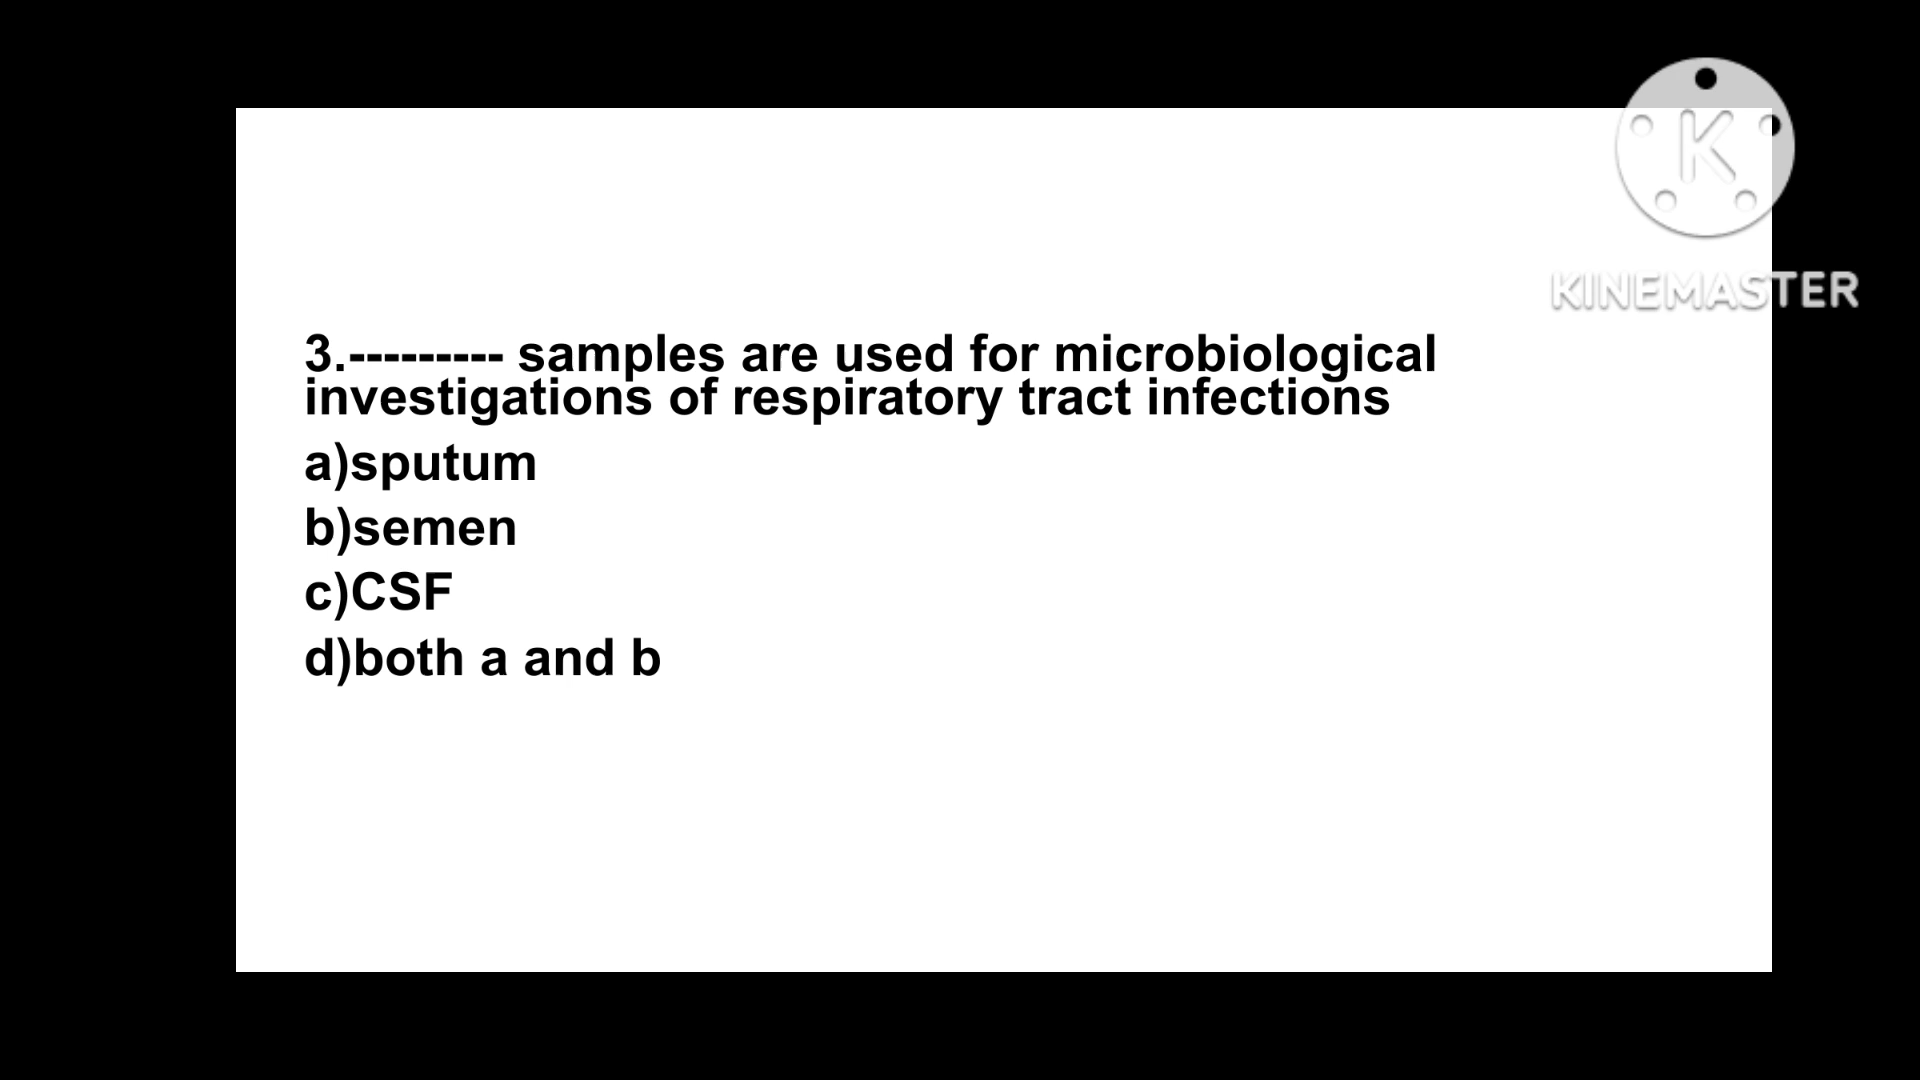 KINEMASTER
3.--------- samples are used for microbiological
investigations of respiratory tract infections
a)sputum
b)semen
c)CSF
d)both a and b